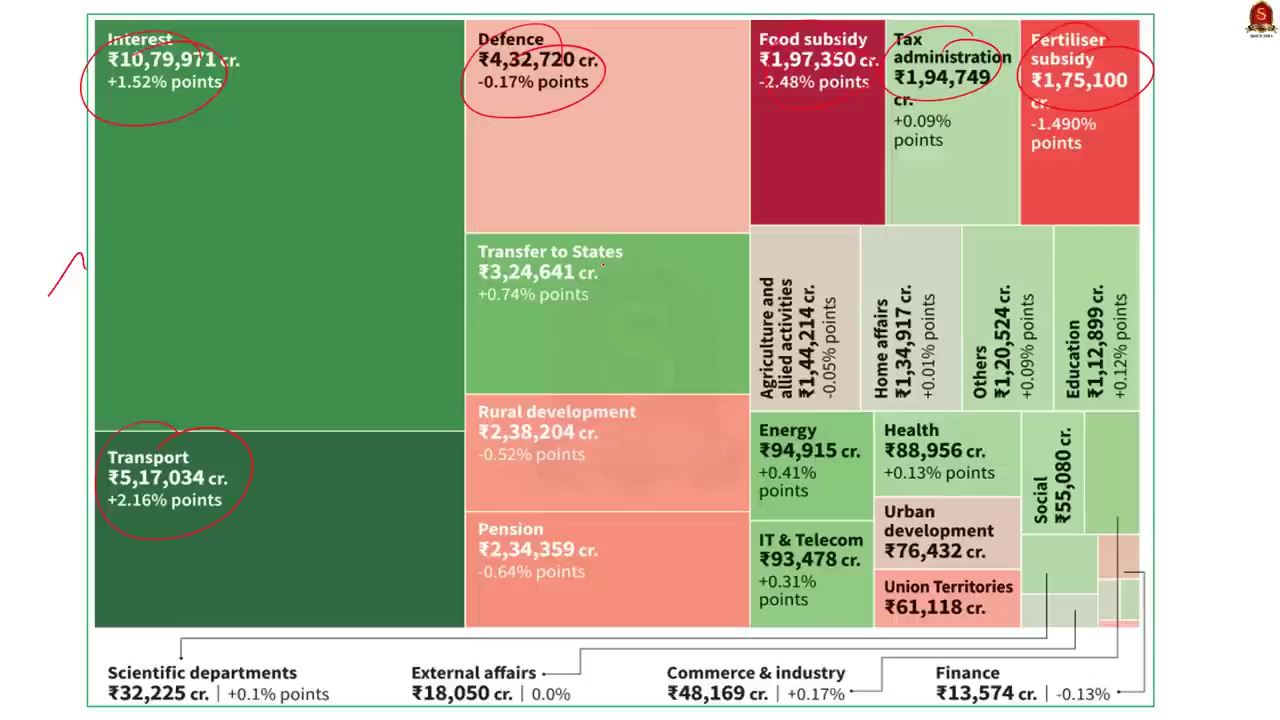 Interest
₹10,79,971 cr.
+1.52% points
Defence
₹4,32,720 cr.
-0.17% points
Food subsidy
₹1,97,350 cr.
-2.48% points
Tax
administration
₹1,94,749
cr.
+0.09%
points
Fertiliser
subsidy
₹1,75,100
cr.
-1.490%
points
Transfer to States
₹3,24,641 cr.
+0.74% points
Rural development
₹2,38,204 cr.
-0.52% points
Pension
₹2,34,359 cr.
-0.64% points
Transport
₹5,17,034 cr.
+2.16% points
Agriculture and
allied activities
₹1,44,214 cr.
-0.05% points
Home affairs
₹1,34,917 cr.
+0.01% points
Others
₹1,20,524 cr.
+0.09% points
Education
₹1,12,899 cr.
+0.12% points
Energy
₹94,915 cr.
+0.41%
points
Health
₹88,956 cr.
+0.13% points
Social
₹55,080 cr.
Urban
development
₹76,432 cr.
IT & Telecom
₹93,478 cr.
+0.31%
points
Union Territories
₹61,118 cr.
Scientific departments
₹32,225 cr. | +0.1% points
External affairs
₹18,050 cr. | 0.0%
Commerce & industry
₹48,169 cr. | +0.17%
Finance
₹13,574 cr. | -0.13%
S
S